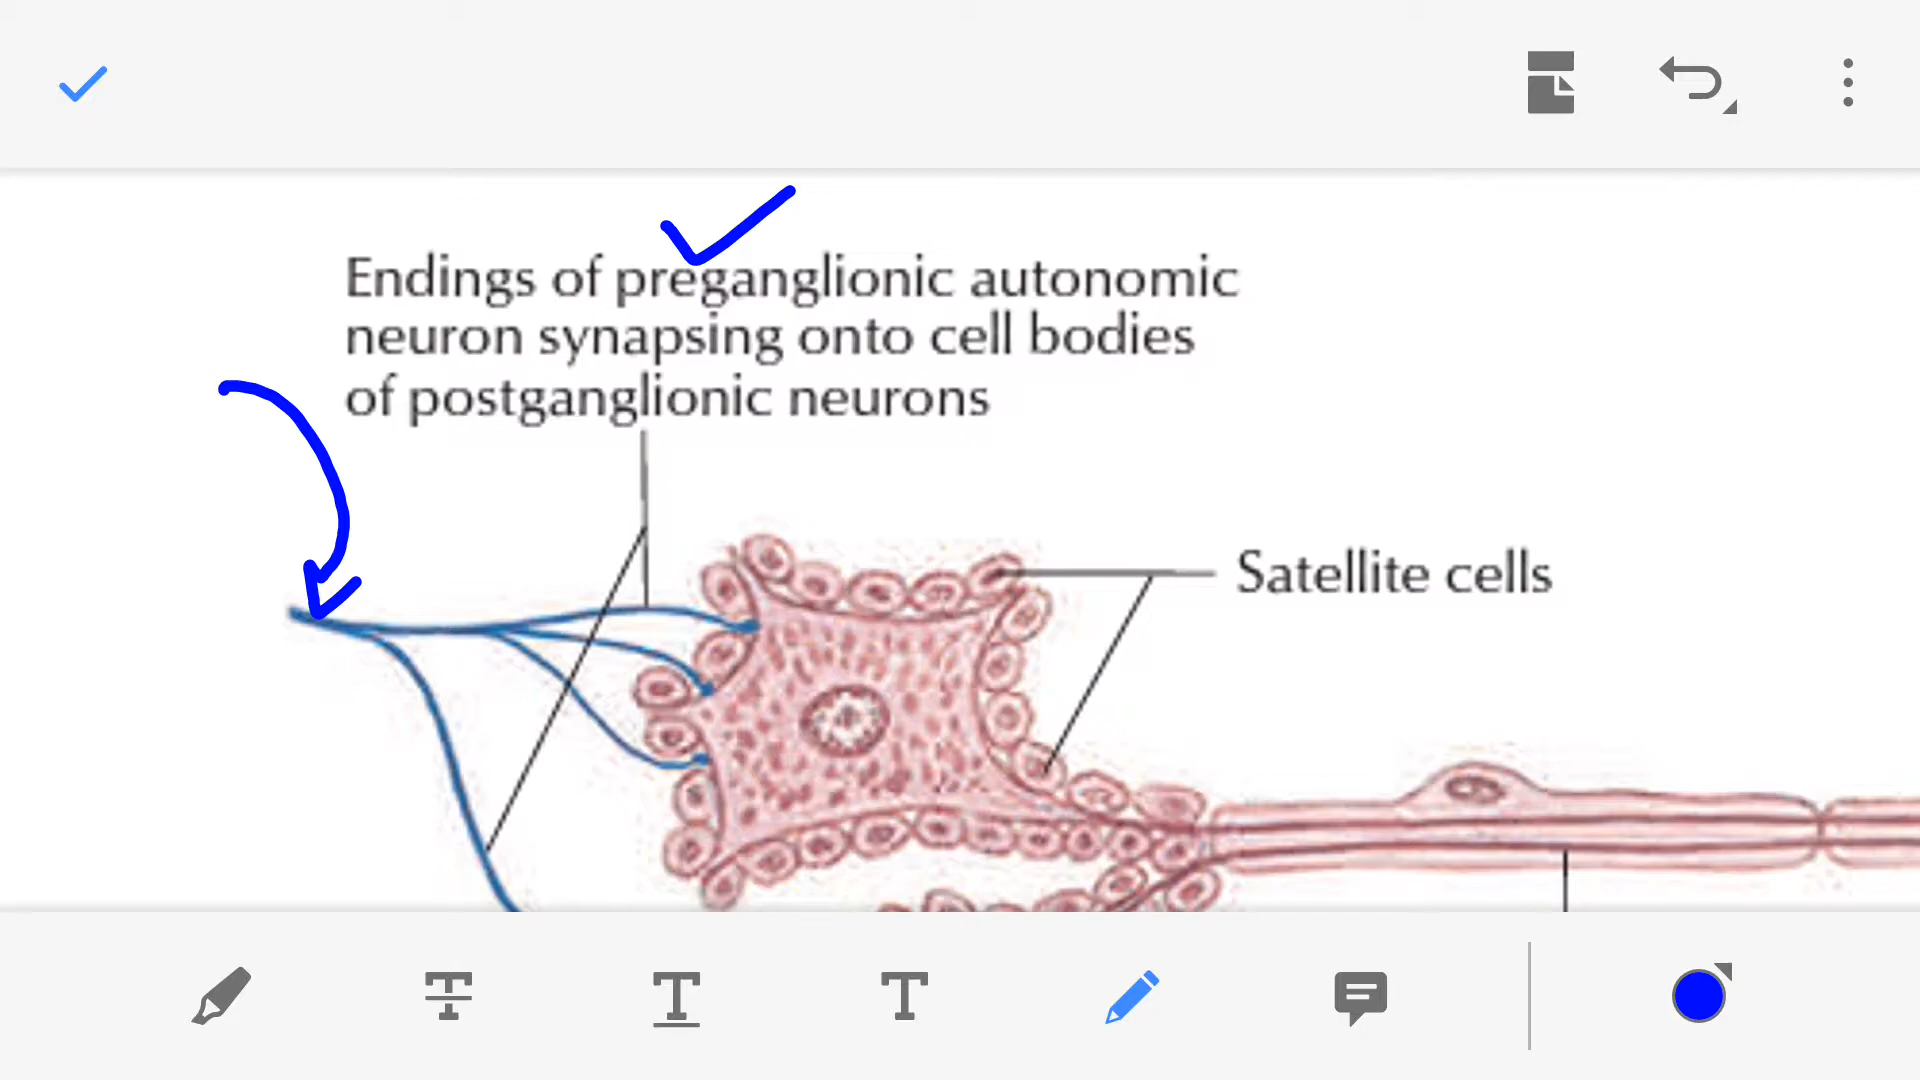 Endings of preganglionic autonomic
neuron synapsing onto cell bodies
of postganglionic neurons
Satellite cells